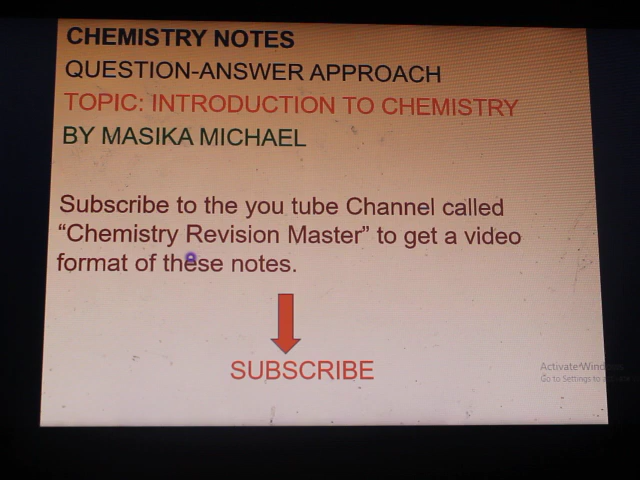 CHEMISTRY NOTES
QUESTION-ANSWER APPROACH
TOPIC: INTRODUCTION TO CHEMISTRY
BY MASIKA MICHAEL
Subscribe to the you tube Channel called
“Chemistry Revision Master” to get a video
format of these notes.
SUBSCRIBE
Activate Wind
Go to Settings to